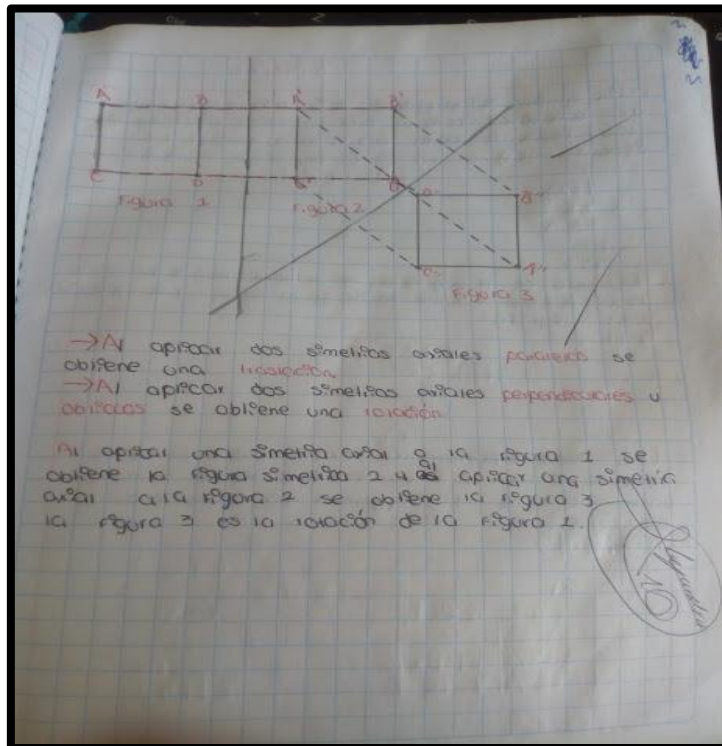 A B A' B'
C D
Figura 1 Figura 2
B''
A''
Figura 3
→Al aplicar dos simetrías axiales paralelas se
obtiene una traslación
→Al aplicar dos simetrías axiales perpendiculares u
oblicuas se obtiene una rotación
Al aplicar una simetría axial a la figura 1 se
obtiene la figura simétrica 2 y al aplicar una simetría
axial a la figura 2 se obtiene la figura 3
la figura 3 es la rotación de la figura 1.
10